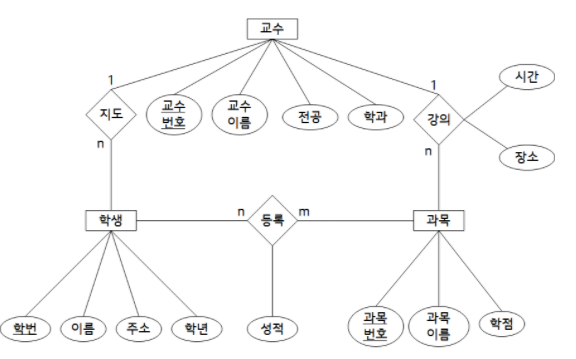 교수
1
1
지도
교수
번호
교수
이름
전공
학과
강의
시간
장소
n
n
학생
n
등록
m
과목
학번
이름
주소
학년
성적
과목
번호
과목
이름
학점